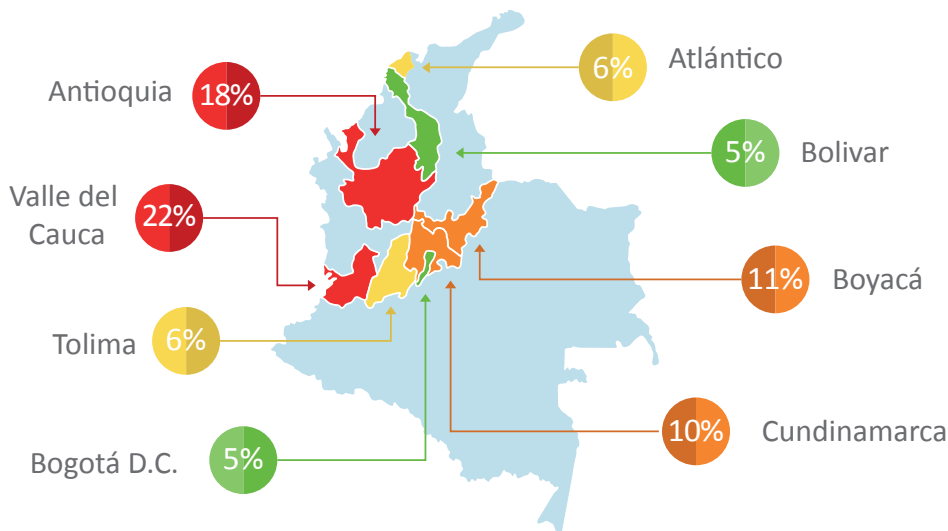 Antioquia
18%
Valle del
Cauca
22%
Tolima
6%
Bogotá D.C.
5%
6%
Atlántico
5%
Bolivar
11%
Boyacá
10%
Cundinamarca